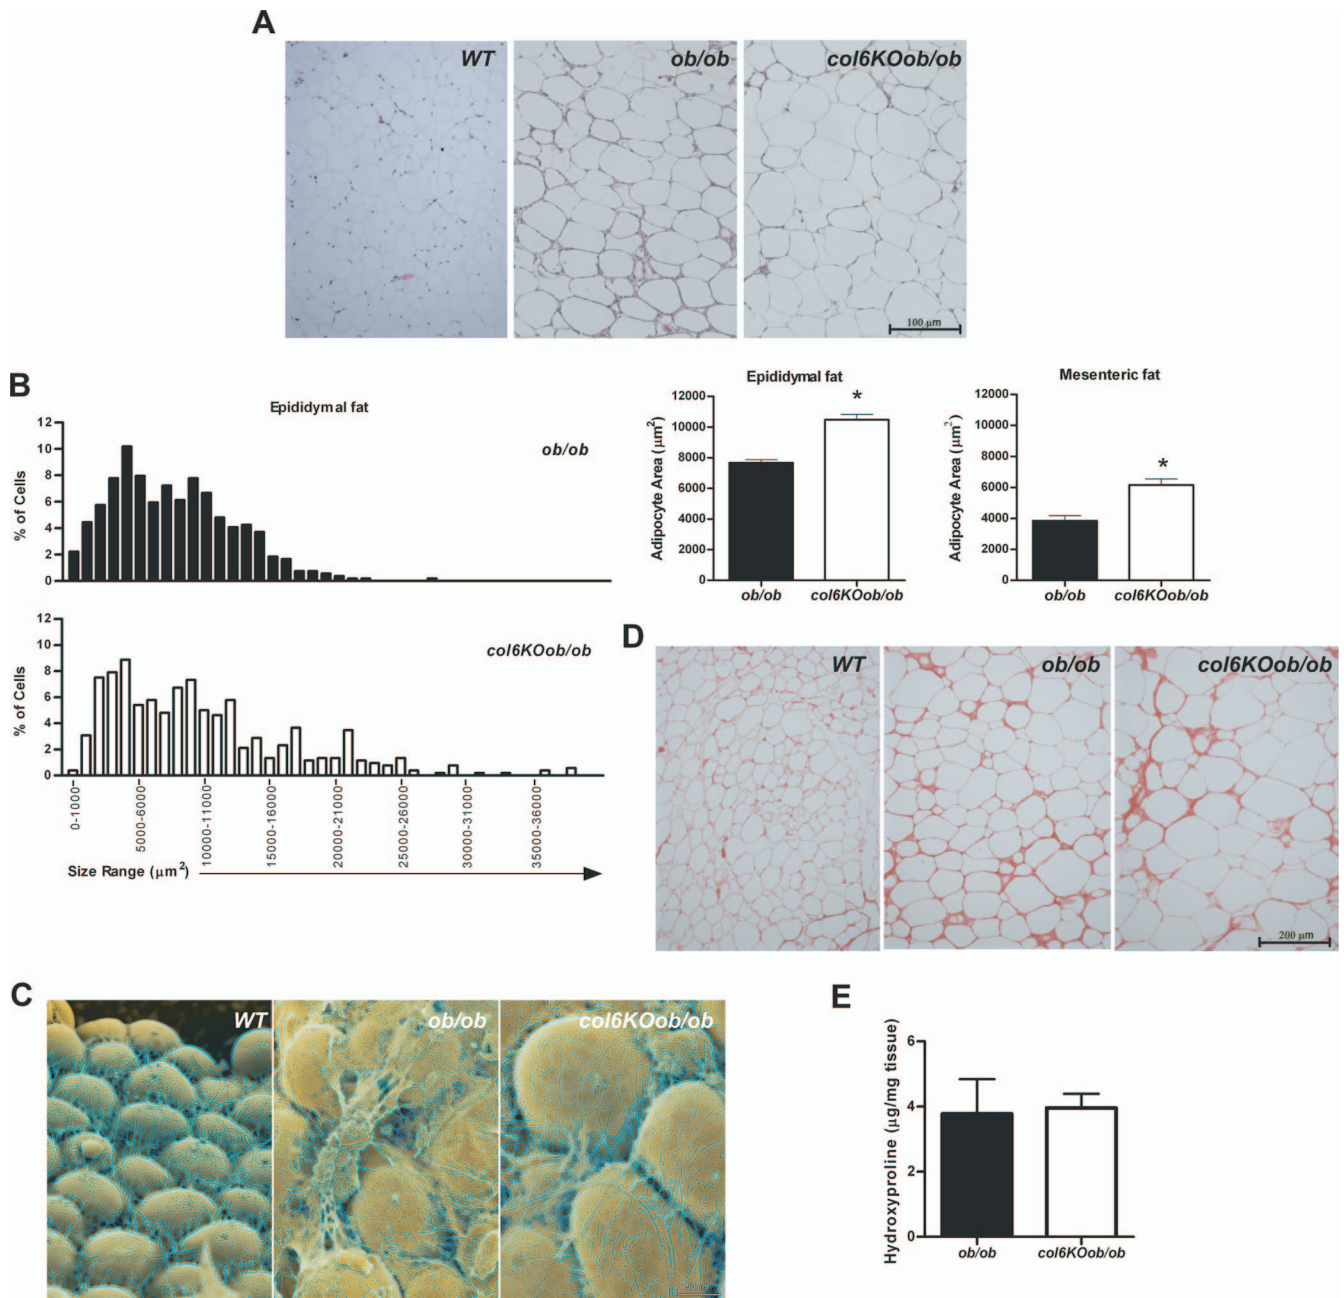 A
WT
ob/ob
col6KOob/ob
100 μm
B
Epididymal fat
12
10
8
6
4
2
0
% of Cells
ob/ob
12
10
8
6
4
2
0
% of Cells
col6KOob/ob
0-1000
5000-6000
10000-11000
15000-16000
20000-21000
25000-26000
30000-31000
35000-36000
Size Range (μm²)
Epididymal fat
12000
10000
8000
6000
4000
2000
0
Adipocyte Area (μm²)
*
ob/ob
col6KOob/ob
Mesenteric fat
12000
10000
8000
6000
4000
2000
0
Adipocyte Area (μm²)
*
ob/ob
col6KOob/ob
D
WT
ob/ob
col6KOob/ob
200 μm
C
WT
ob/ob
col6KOob/ob
E
6
4
2
0
Hydroxyproline (μg/mg tissue)
ob/ob
col6KOob/ob